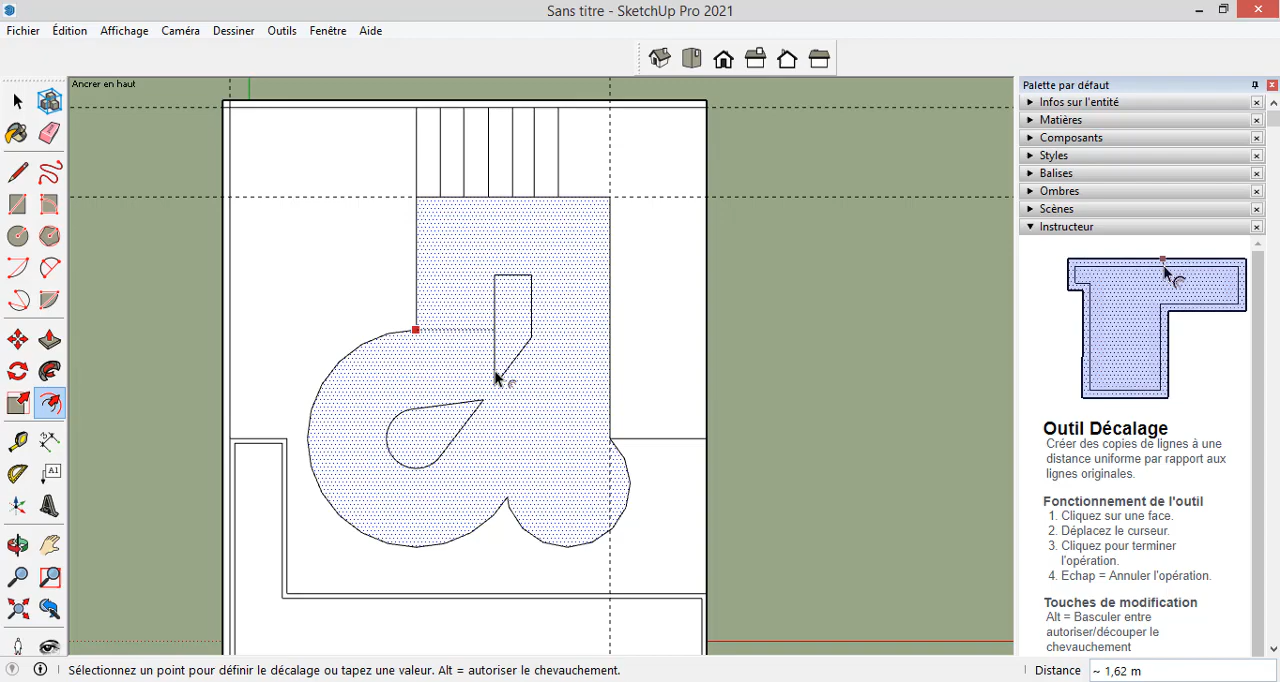 Sans titre - SketchUp Pro 2021
Fichier Édition Affichage Caméra Dessiner Outils Fenêtre Aide
Ancrer en haut
Palette par défaut
Infos sur l'entité
Matières
Composants
Styles
Balises
Ombres
Scènes
Instructeur
A1
Outil Décalage
Créer des copies de lignes à une
distance uniforme par rapport aux
lignes originales.
Fonctionnement de l'outil
1. Cliquez sur une face.
2. Déplacez le curseur.
3. Cliquez pour terminer
l'opération.
4. Echap = Annuler l'opération.
Touches de modification
Alt = Basculer entre
autoriser/découper le
chevauchement
Sélectionnez un point pour définir le décalage ou tapez une valeur. Alt = autoriser le chevauchement.
Distance ~ 1,62 m